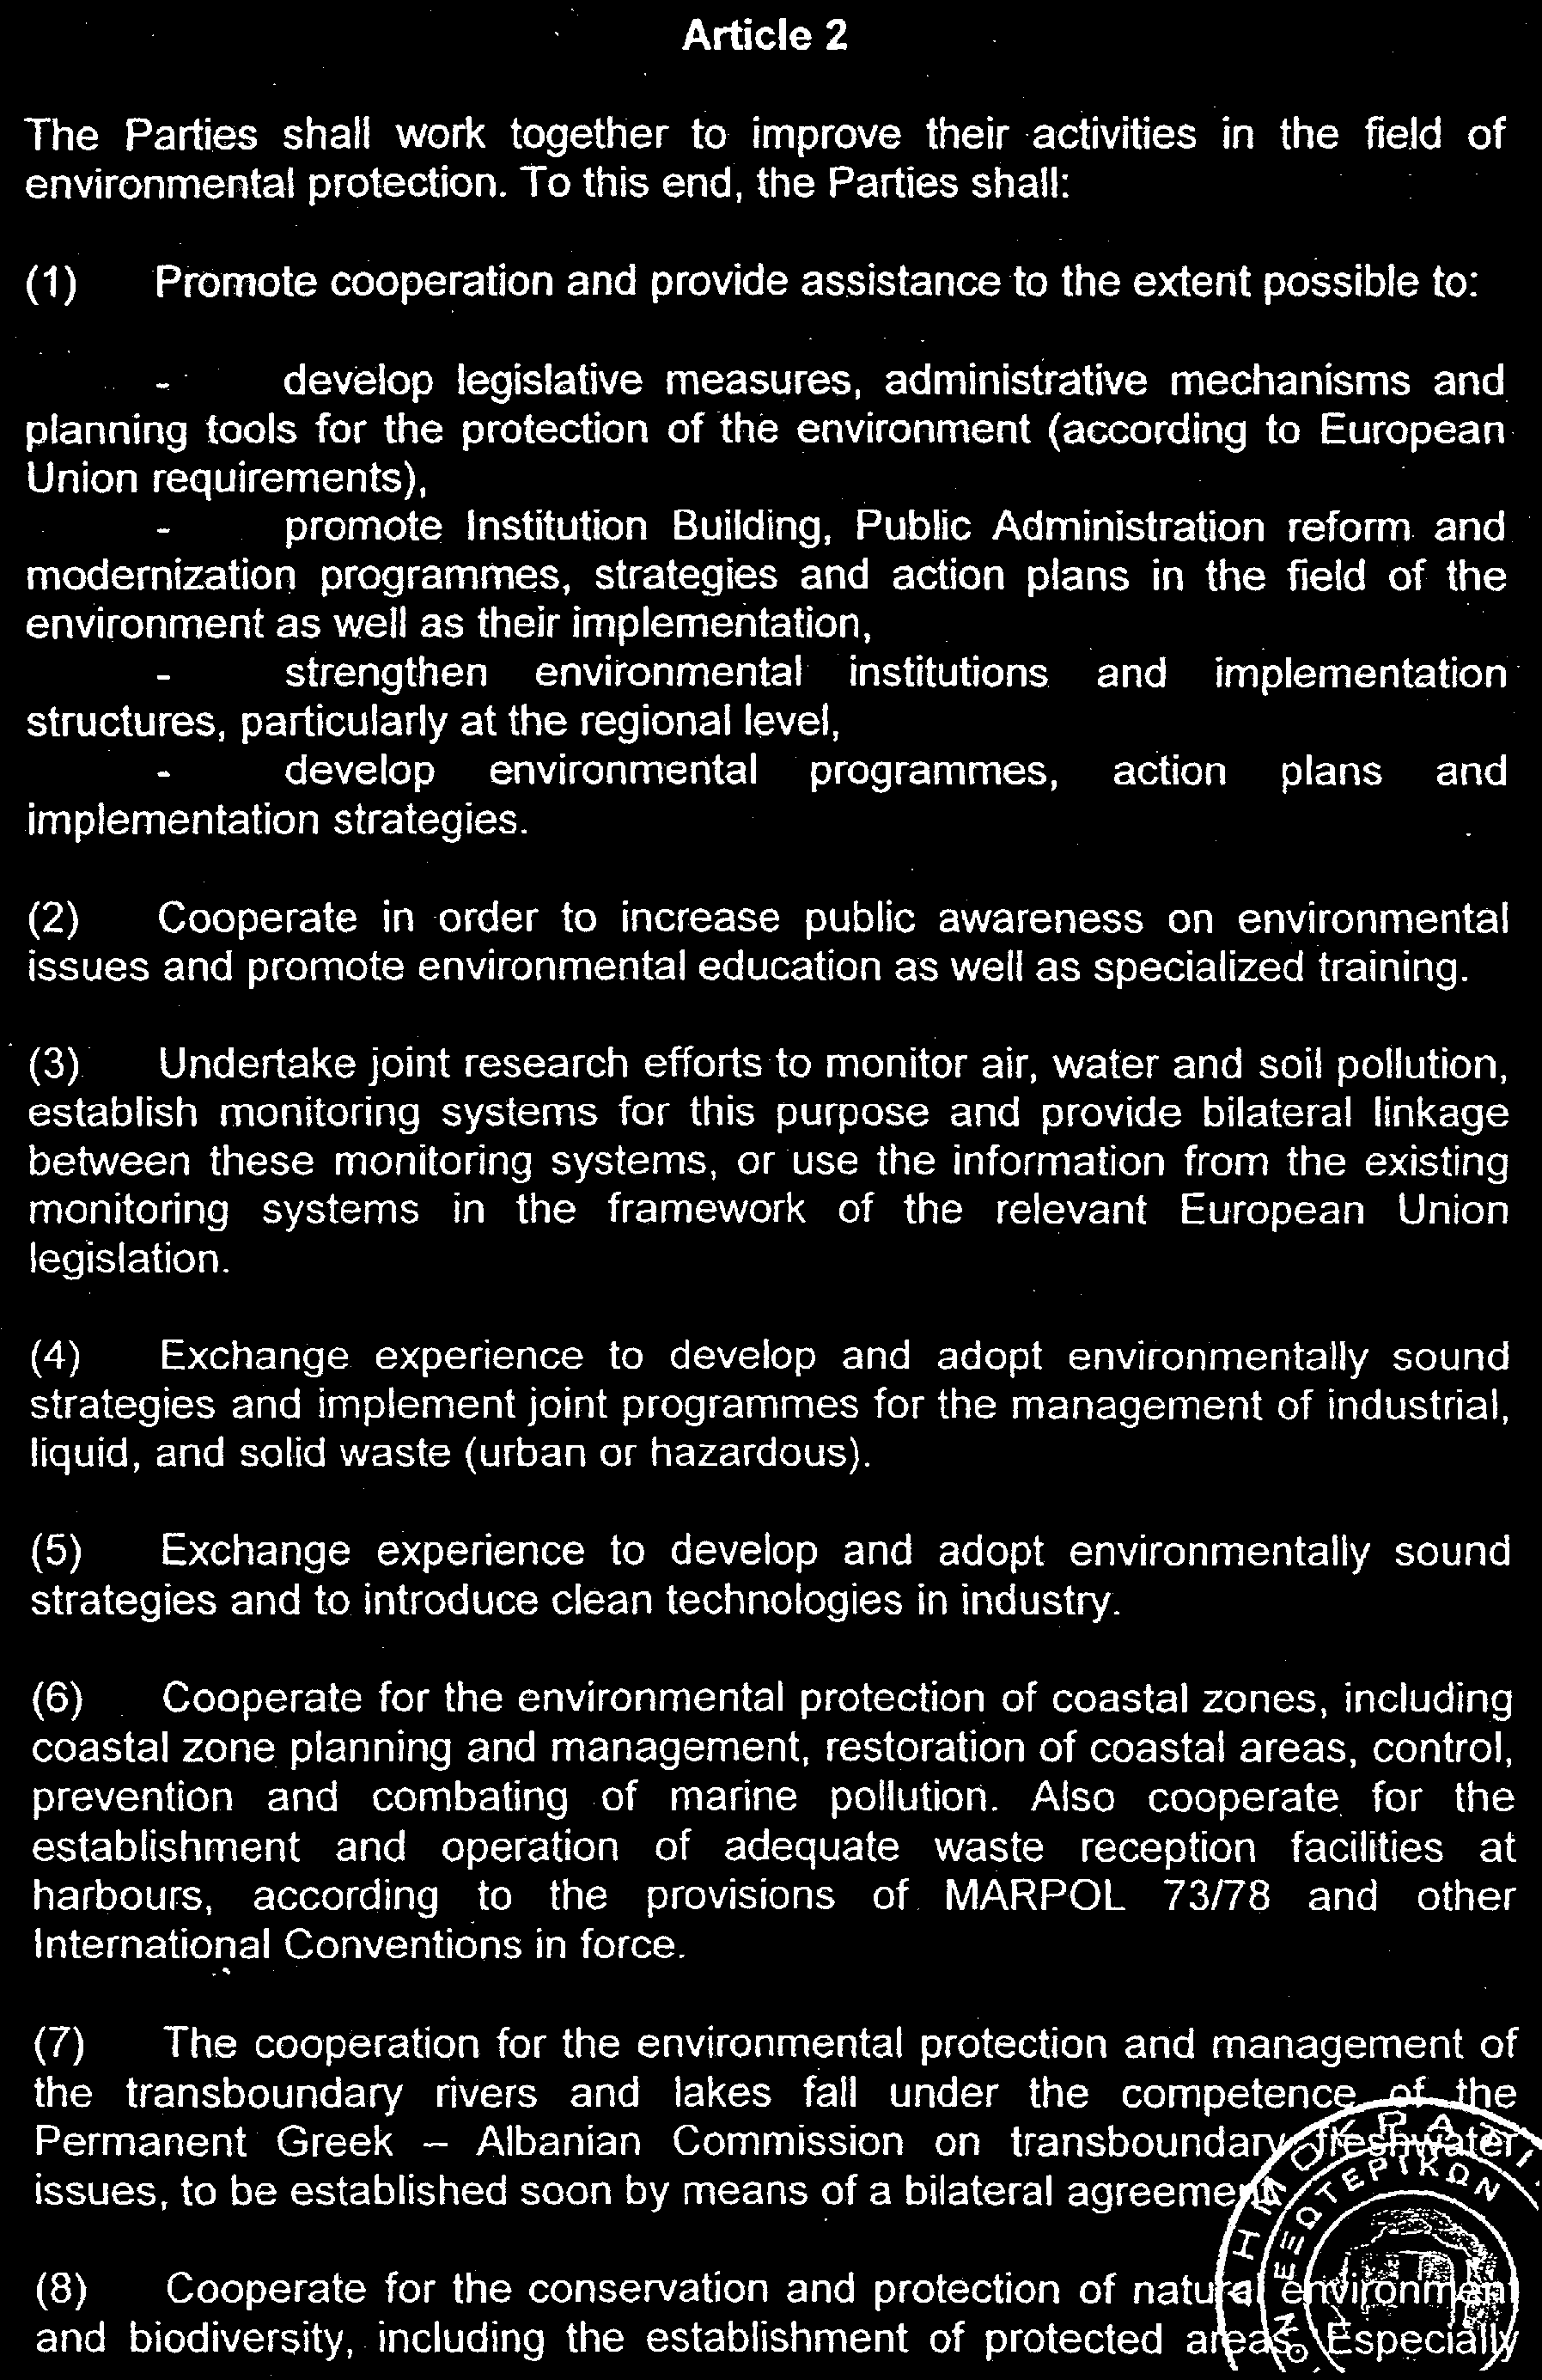 Article 2
The Parties shall work together to improve their activities in the field of
environmental protection. To this end, the Parties shall:
(1) Promote cooperation and provide assistance to the extent possible to:
- develop legislative measures, administrative mechanisms and
planning tools for the protection of the environment (according to European
Union requirements),
- promote Institution Building, Public Administration reform and
modernization programmes, strategies and action plans in the field of the
environment as well as their implementation,
- strengthen environmental institutions and implementation
structures, particularly at the regional level,
- develop environmental programmes, action plans and
implementation strategies.
(2) Cooperate in order to increase public awareness on environmental
issues and promote environmental education as well as specialized training.
(3) Undertake joint research efforts to monitor air, water and soil pollution,
establish monitoring systems for this purpose and provide bilateral linkage
between these monitoring systems, or use the information from the existing
monitoring systems in the framework of the relevant European Union
legislation.
(4) Exchange experience to develop and adopt environmentally sound
strategies and implement joint programmes for the management of industrial,
liquid, and solid waste (urban or hazardous).
(5) Exchange experience to develop and adopt environmentally sound
strategies and to introduce clean technologies in industry.
(6) Cooperate for the environmental protection of coastal zones, including
coastal zone planning and management, restoration of coastal areas, control,
prevention and combating of marine pollution. Also cooperate for the
establishment and operation of adequate waste reception facilities at
harbours, according to the provisions of MARPOL 73/78 and other
International Conventions in force.
(7) The cooperation for the environmental protection and management of
the transboundary rivers and lakes fall under the competence of the
Permanent Greek – Albanian Commission on transboundary freshwater
issues, to be established soon by means of a bilateral agreement.
(8) Cooperate for the conservation and protection of natural environment
and biodiversity, including the establishment of protected areas. Especially